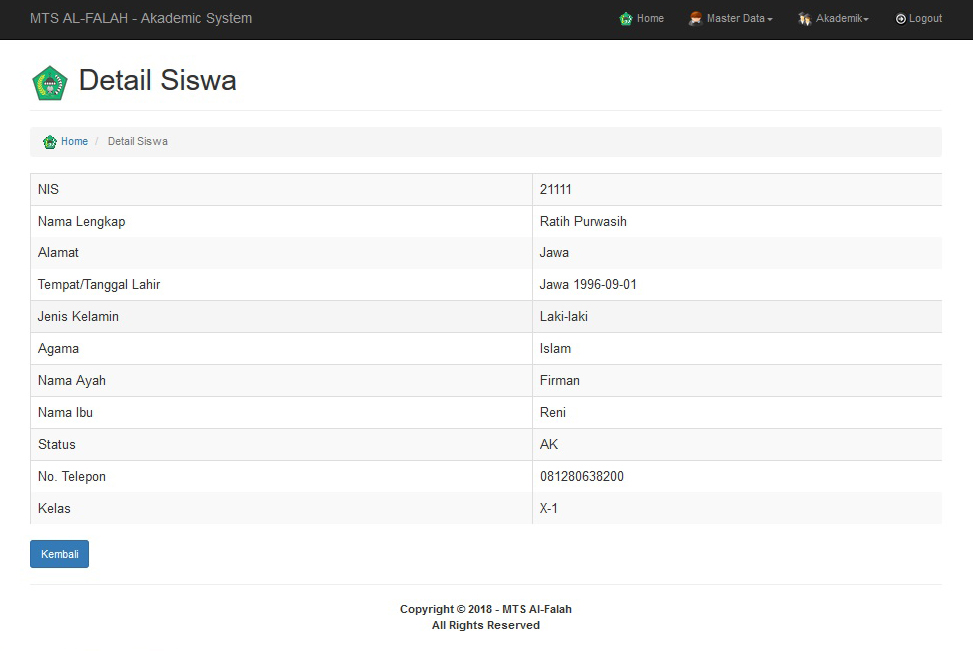 MTS AL-FALAH - Akademic System Home Master Data Akademik Logout
Detail Siswa
Home / Detail Siswa
NIS 21111
Nama Lengkap Ratih Purwasih
Alamat Jawa
Tempat/Tanggal Lahir Jawa 1996-09-01
Jenis Kelamin Laki-laki
Agama Islam
Nama Ayah Firman
Nama Ibu Reni
Status AK
No. Telepon 081280638200
Kelas X-1
Kembali
Copyright © 2018 - MTS Al-Falah
All Rights Reserved